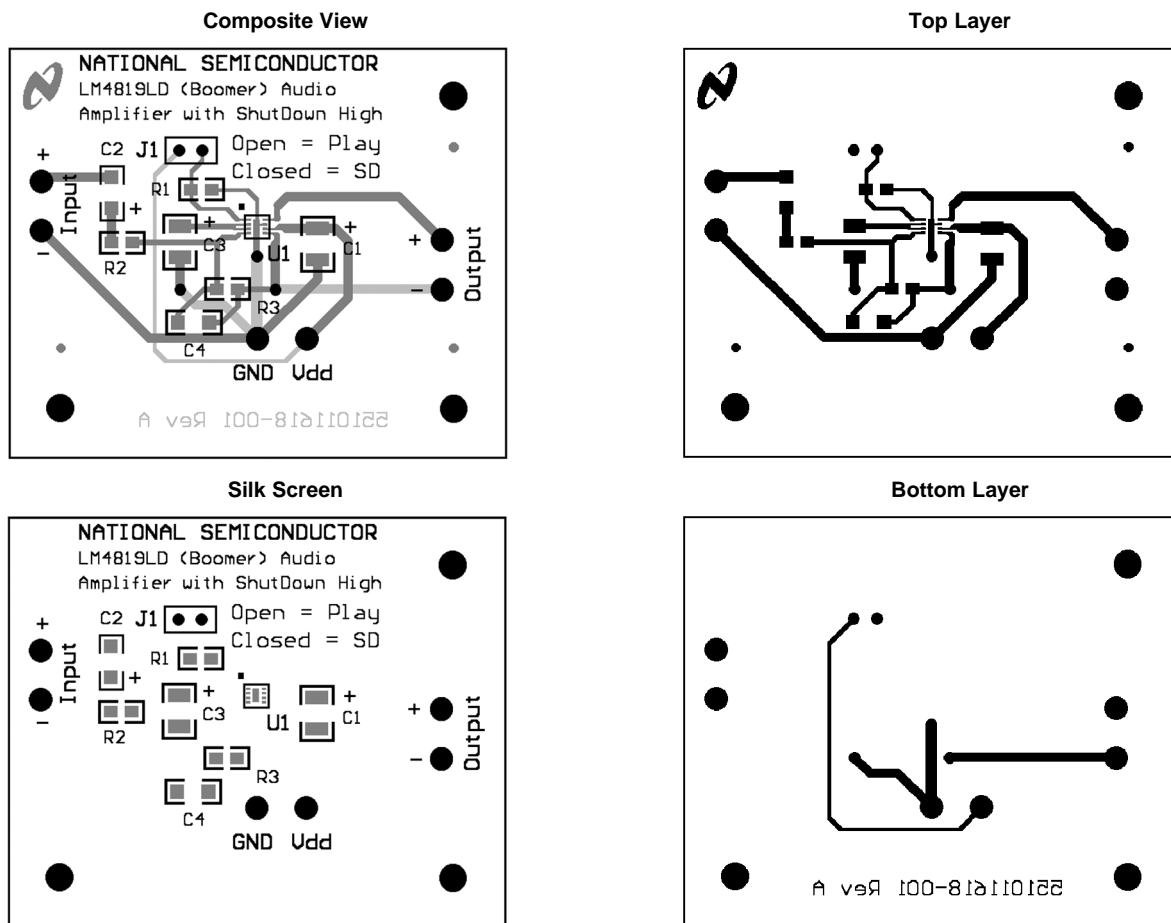 Composite View
NATIONAL SEMICONDUCTOR
LM4819LD (Boomer) Audio
Amplifier with ShutDown High
C2 J1 Open = Play
Closed = SD
+
R1
Input
+
+
+
-
C3
C1
+
R2
U1
Output
-
R3
C4
GND Vdd
551011618-001 Rev A
Top Layer
Silk Screen
NATIONAL SEMICONDUCTOR
LM4819LD (Boomer) Audio
Amplifier with ShutDown High
C2 J1 Open = Play
+
Closed = SD
R1
Input
+
+
+
-
C3
U1
C1
+
R2
Output
-
R3
C4
GND Vdd
Bottom Layer
551011618-001 Rev A